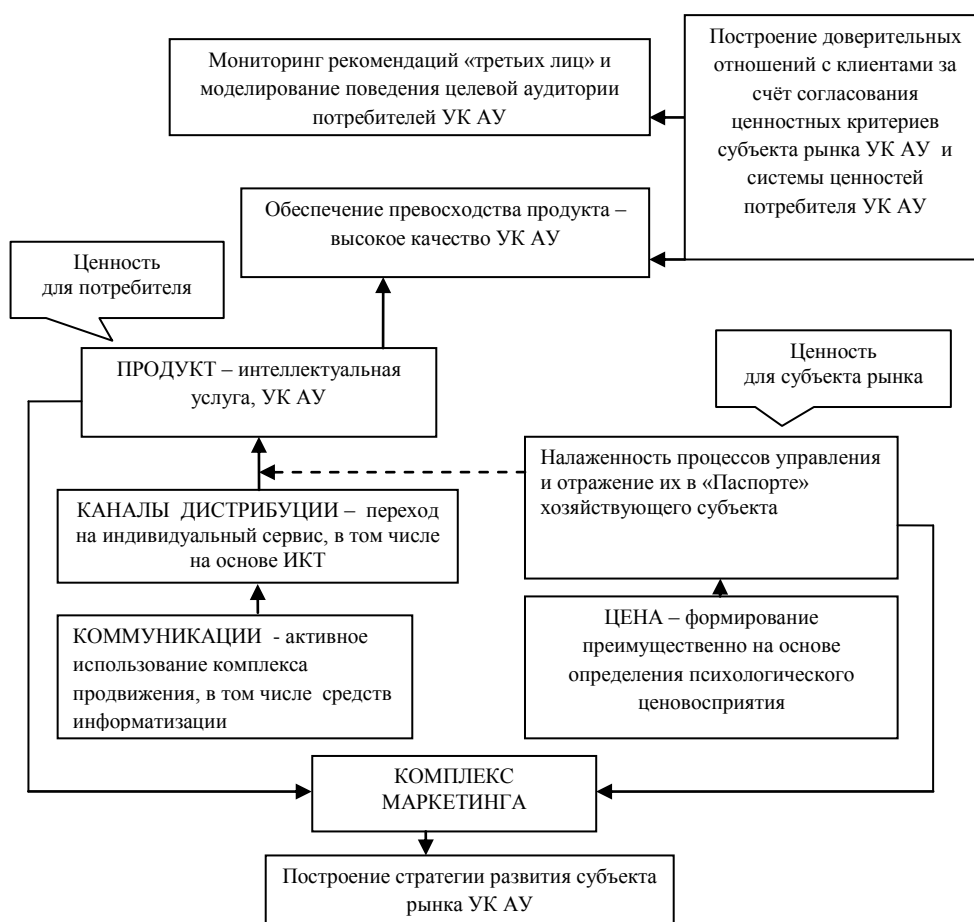 Мониторинг рекомендаций «третьих лиц» и
моделирование поведения целевой аудитории
потребителей УК АУ
Построение доверительных
отношений с клиентами за
счёт согласования
ценностных критериев
субъекта рынка УК АУ и
системы ценностей
потребителя УК АУ
Обеспечение превосходства продукта –
высокое качество УК АУ
Ценность
для потребителя
ПРОДУКТ – интеллектуальная
услуга, УК АУ
Ценность
для субъекта рынка
Налаженность процессов управления
и отражение их в «Паспорте»
хозяйствующего субъекта
КАНАЛЫ ДИСТРИБУЦИИ – переход
на индивидуальный сервис, в том числе
на основе ИКТ
КОММУНИКАЦИИ - активное
использование комплекса
продвижения, в том числе средств
информатизации
ЦЕНА – формирование
преимущественно на основе
определения психологического
ценовосприятия
КОМПЛЕКС
МАРКЕТИНГА
Построение стратегии развития субъекта
рынка УК АУ